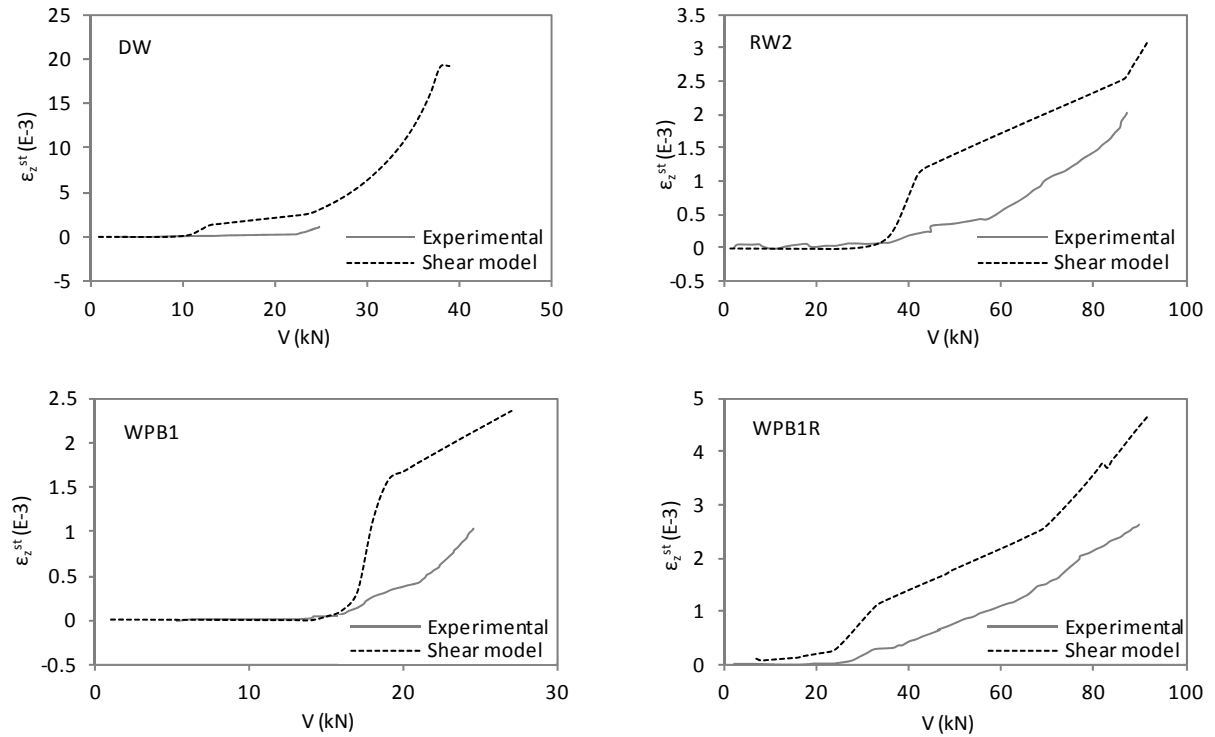 DW
25
20
15
10
5
0
-5
ε_z^st (E-3)
0 10 20 30 40 50
V (kN)
Experimental
Shear model
RW2
3.5
3
2.5
2
1.5
1
0.5
0
-0.5
ε_z^st (E-3)
0 20 40 60 80 100
V (kN)
Experimental
Shear model
WPB1
2.5
2
1.5
1
0.5
0
-0.5
ε_z^st (E-3)
0 10 20 30
V (kN)
Experimental
Shear model
WPB1R
5
4
3
2
1
0
ε_z^st (E-3)
0 20 40 60 80 100
V (kN)
Experimental
Shear model